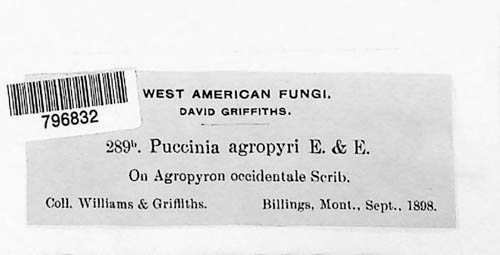 WEST AMERICAN FUNGI.
DAVID GRIFFITHS.
796832
289ᵇ. Puccinia agropyri E. & E.
On Agropyron occidentale Scrib.
Coll. Williams & Griffiths. Billings, Mont., Sept., 1898.